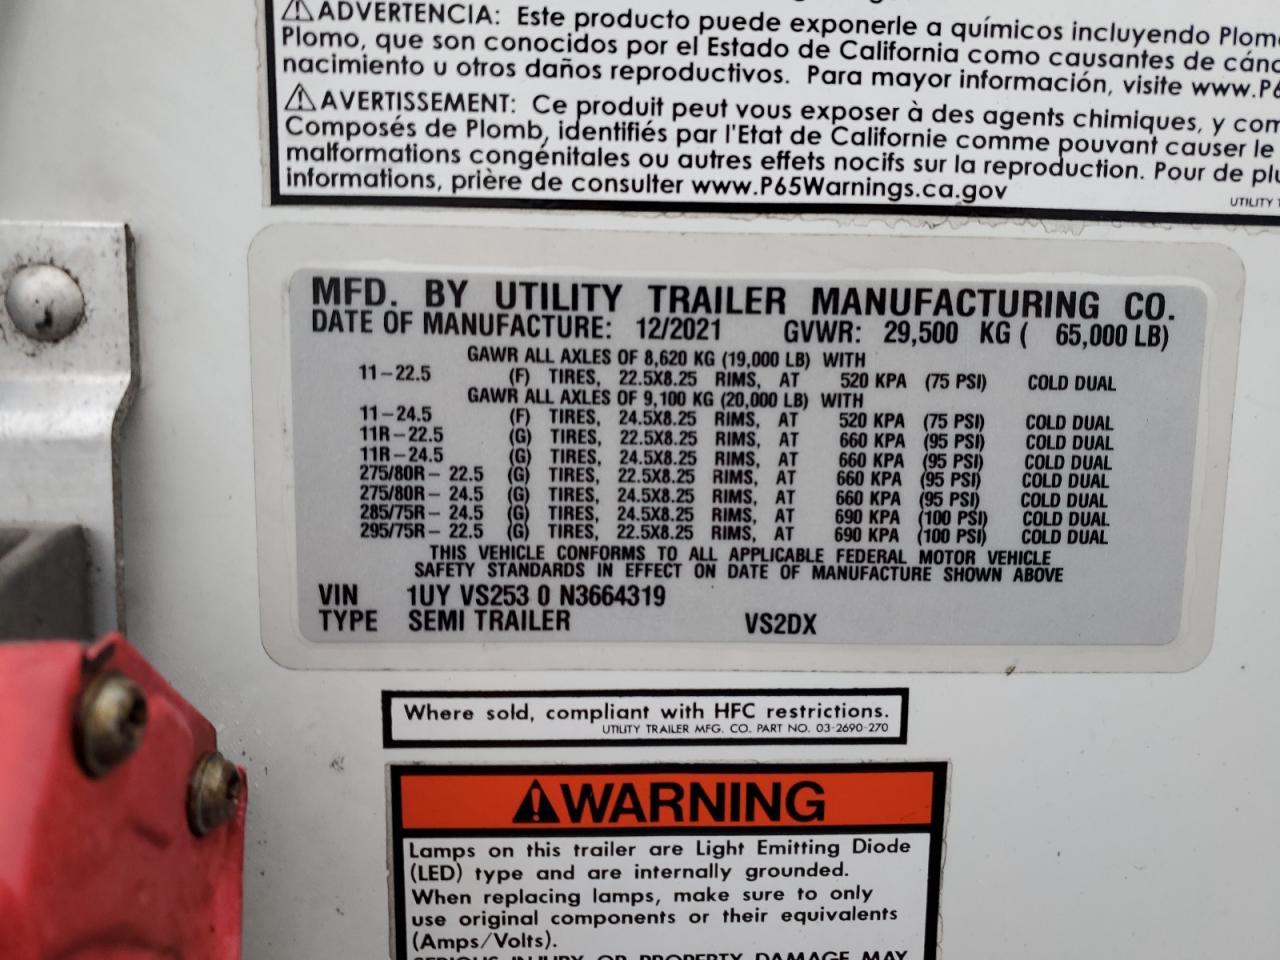 ⚠ADVERTENCIA: Este producto puede exponerle a químicos incluyendo
Plomo, que son conocidos por el Estado de California como causantes de
nacimiento u otros daños reproductivos. Para mayor información, visite
⚠AVERTISSEMENT: Ce produit peut vous exposer à des agents chimiques, y
Composés de Plomb, identifiés par l'Etat de Californie comme pouvant causer le
malformations congénitales ou autres effets nocifs sur la reproduction. Pour de
informations, prière de consulter www.P65Warnings.ca.gov
UTILITY
MFD. BY UTILITY TRAILER MANUFACTURING CO.
DATE OF MANUFACTURE: 12/2021 GVWR: 29,500 KG ( 65,000 LB)
GAWR ALL AXLES OF 8,620 KG (19,000 LB) WITH
11-22.5 (F) TIRES, 22.5X8.25 RIMS, AT 520 KPA (75 PSI) COLD DUAL
GAWR ALL AXLES OF 9,100 KG (20,000 LB) WITH
11-24.5 (F) TIRES, 24.5X8.25 RIMS, AT 520 KPA (75 PSI) COLD DUAL
11R-22.5 (G) TIRES, 22.5X8.25 RIMS, AT 660 KPA (95 PSI) COLD DUAL
11R-24.5 (G) TIRES, 24.5X8.25 RIMS, AT 660 KPA (95 PSI) COLD DUAL
275/80R- 22.5 (G) TIRES, 22.5X8.25 RIMS, AT 660 KPA (95 PSI) COLD DUAL
275/80R- 24.5 (G) TIRES, 24.5X8.25 RIMS, AT 660 KPA (95 PSI) COLD DUAL
285/75R- 24.5 (G) TIRES, 24.5X8.25 RIMS, AT 690 KPA (100 PSI) COLD DUAL
295/75R- 22.5 (G) TIRES, 22.5X8.25 RIMS, AT 690 KPA (100 PSI) COLD DUAL
THIS VEHICLE CONFORMS TO ALL APPLICABLE FEDERAL MOTOR VEHICLE
SAFETY STANDARDS IN EFFECT ON DATE OF MANUFACTURE SHOWN ABOVE
VIN 1UY VS253 0 N3664319
TYPE SEMI TRAILER VS2DX
Where sold, compliant with HFC restrictions.
UTILITY TRAILER MFG. CO. PART NO. 03-2690-270
⚠WARNING
Lamps on this trailer are Light Emitting Diode
(LED) type and are internally grounded.
When replacing lamps, make sure to only
use original components or their equivalents
(Amps/Volts).
SERIOUS INJURY OR PROPERTY DAMAGE MAY